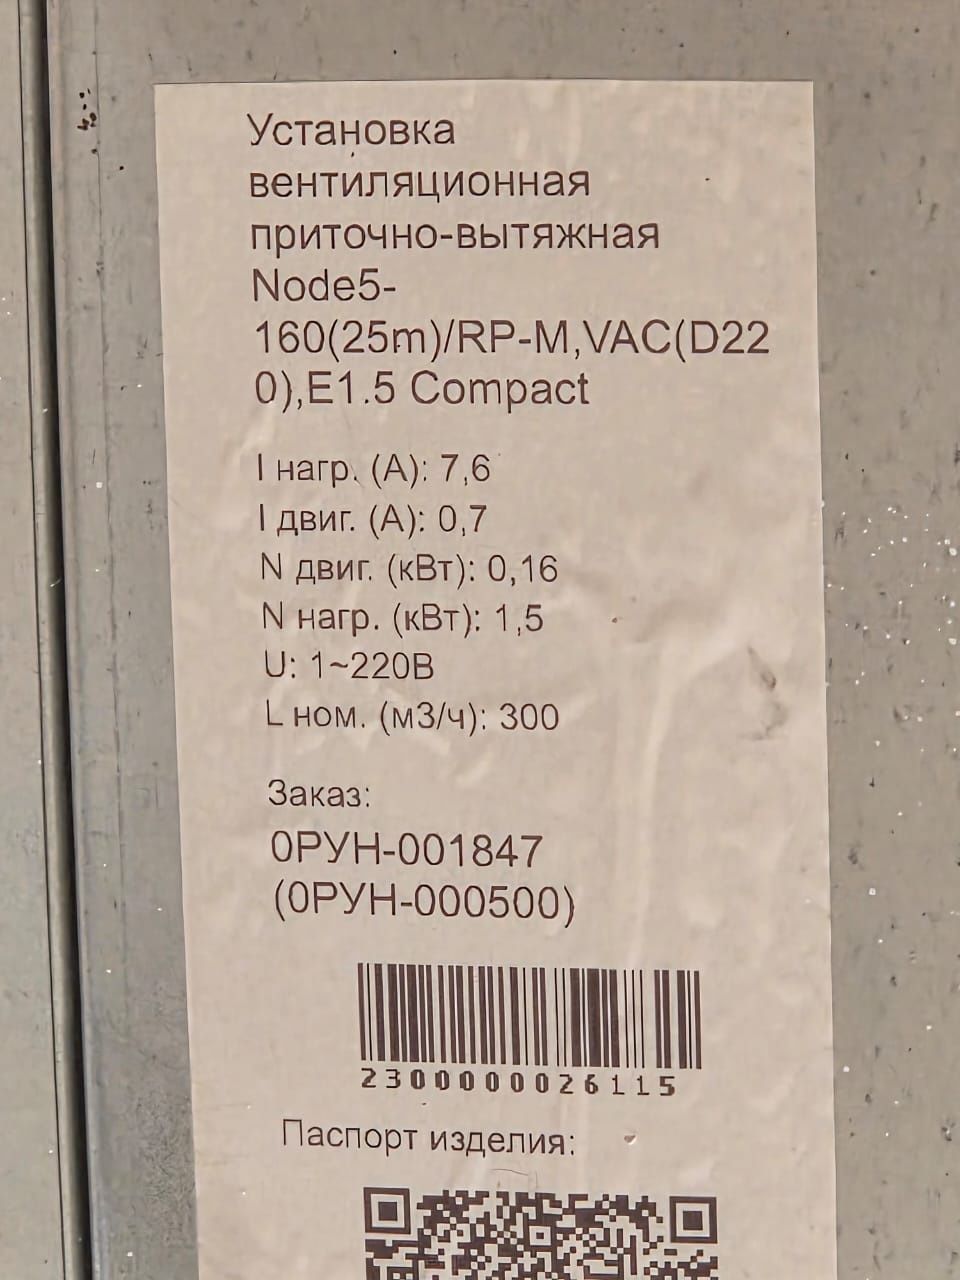 Установка
вентиляционная
приточно-вытяжная
Node5-
160(25m)/RP-M,VAC(D22
0),E1.5 Compact
I нагр. (А): 7,6
I двиг. (А): 0,7
N двиг. (кВт): 0,16
N нагр. (кВт): 1,5
U: 1~220В
L ном. (м3/ч): 300
Заказ:
0РУН-001847
(0РУН-000500)
2300000026115
Паспорт изделия: